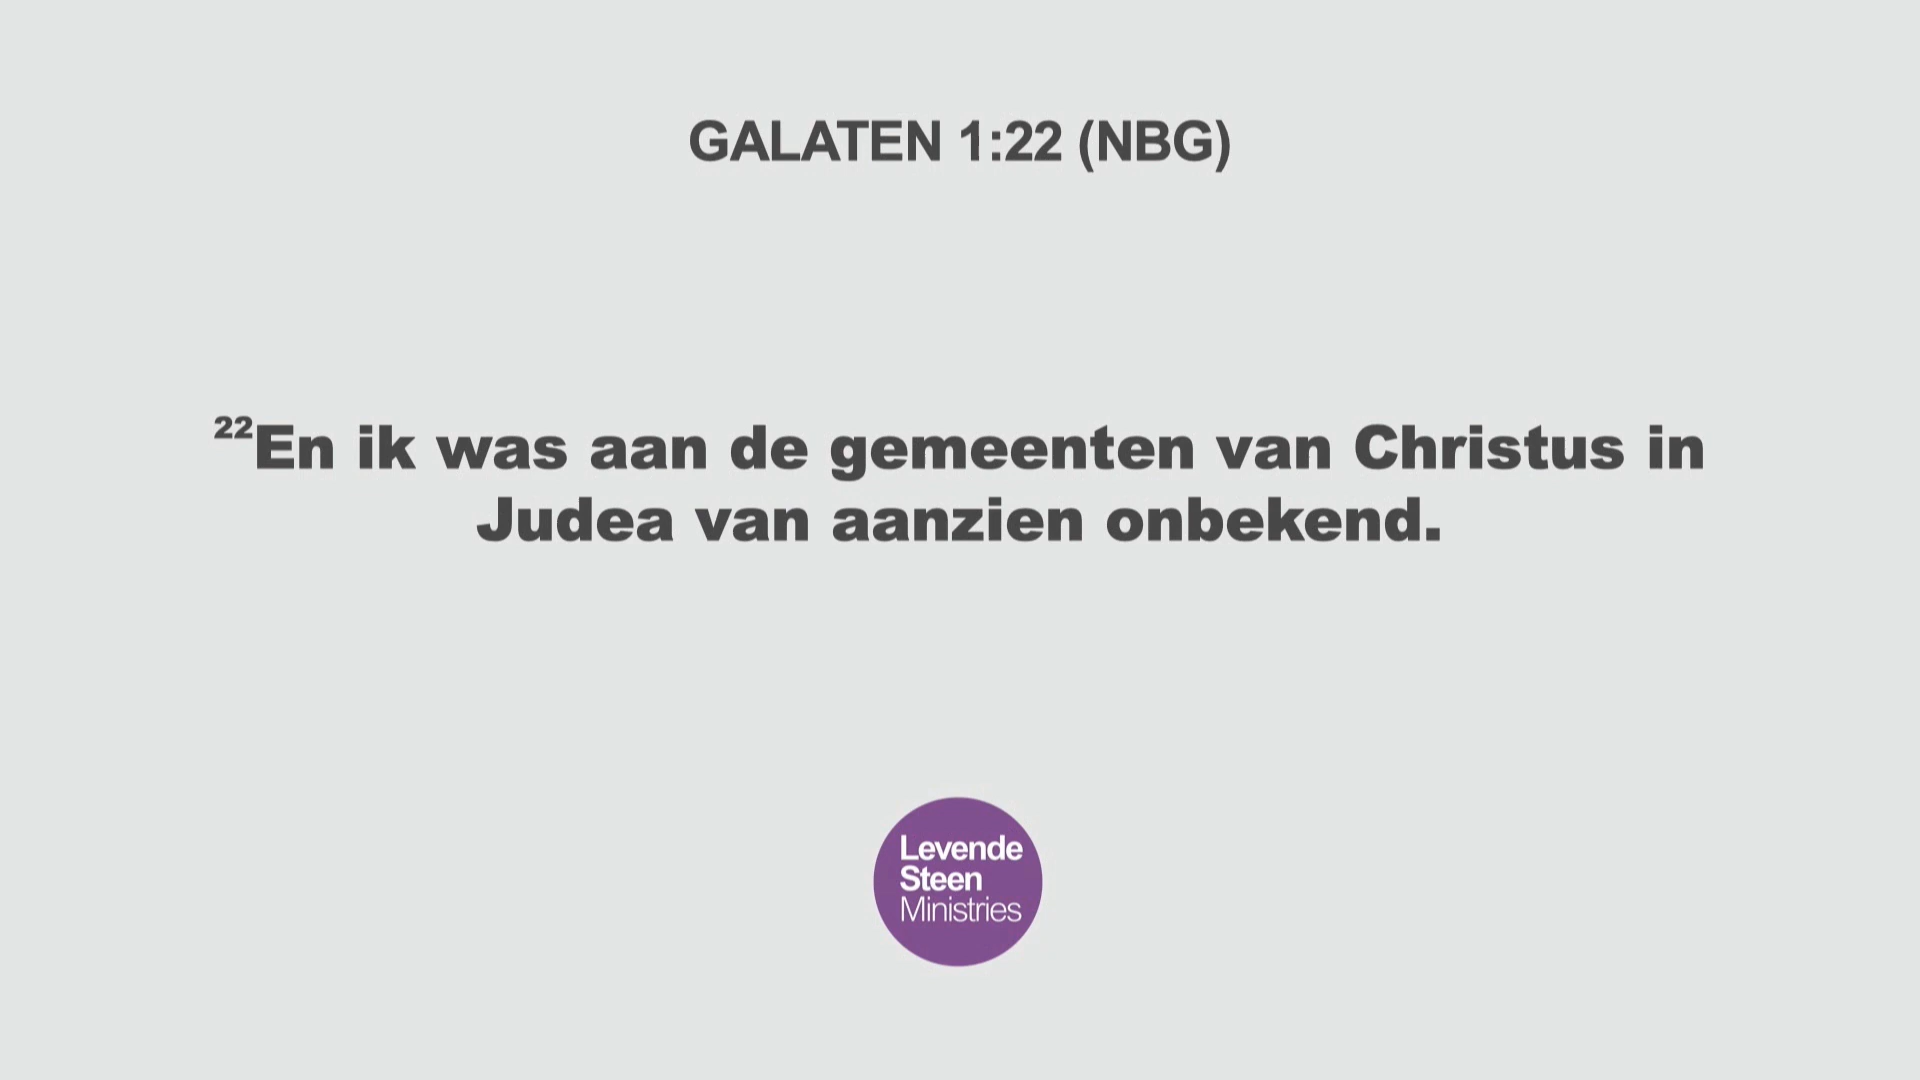 GALATEN 1:22 (NBG)
²²En ik was aan de gemeenten van Christus in
Judea van aanzien onbekend.
Levende
Steen
Ministries